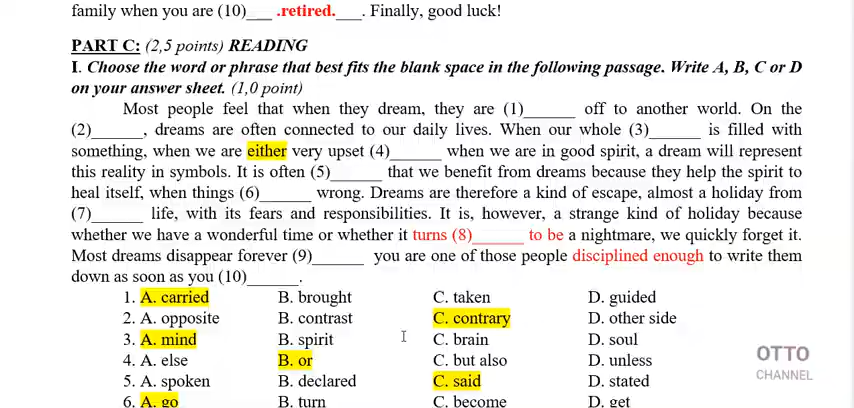 family when you are (10)___ .retired.___. Finally, good luck!
PART C: (2,5 points) READING
I. Choose the word or phrase that best fits the blank space in the following passage. Write A, B, C or D
on your answer sheet. (1,0 point)
Most people feel that when they dream, they are (1)______ off to another world. On the
(2)______, dreams are often connected to our daily lives. When our whole (3)______ is filled with
something, when we are either very upset (4)______ when we are in good spirit, a dream will represent
this reality in symbols. It is often (5)______ that we benefit from dreams because they help the spirit to
heal itself, when things (6)______ wrong. Dreams are therefore a kind of escape, almost a holiday from
(7)______ life, with its fears and responsibilities. It is, however, a strange kind of holiday because
whether we have a wonderful time or whether it turns (8)______ to be a nightmare, we quickly forget it.
Most dreams disappear forever (9)______ you are one of those people disciplined enough to write them
down as soon as you (10)______.
1. A. carried B. brought C. taken D. guided
2. A. opposite B. contrast C. contrary D. other side
3. A. mind B. spirit C. brain D. soul
4. A. else B. or C. but also D. unless
5. A. spoken B. declared C. said D. stated
6. A. go B. turn C. become D. get
OTTO
CHANNEL